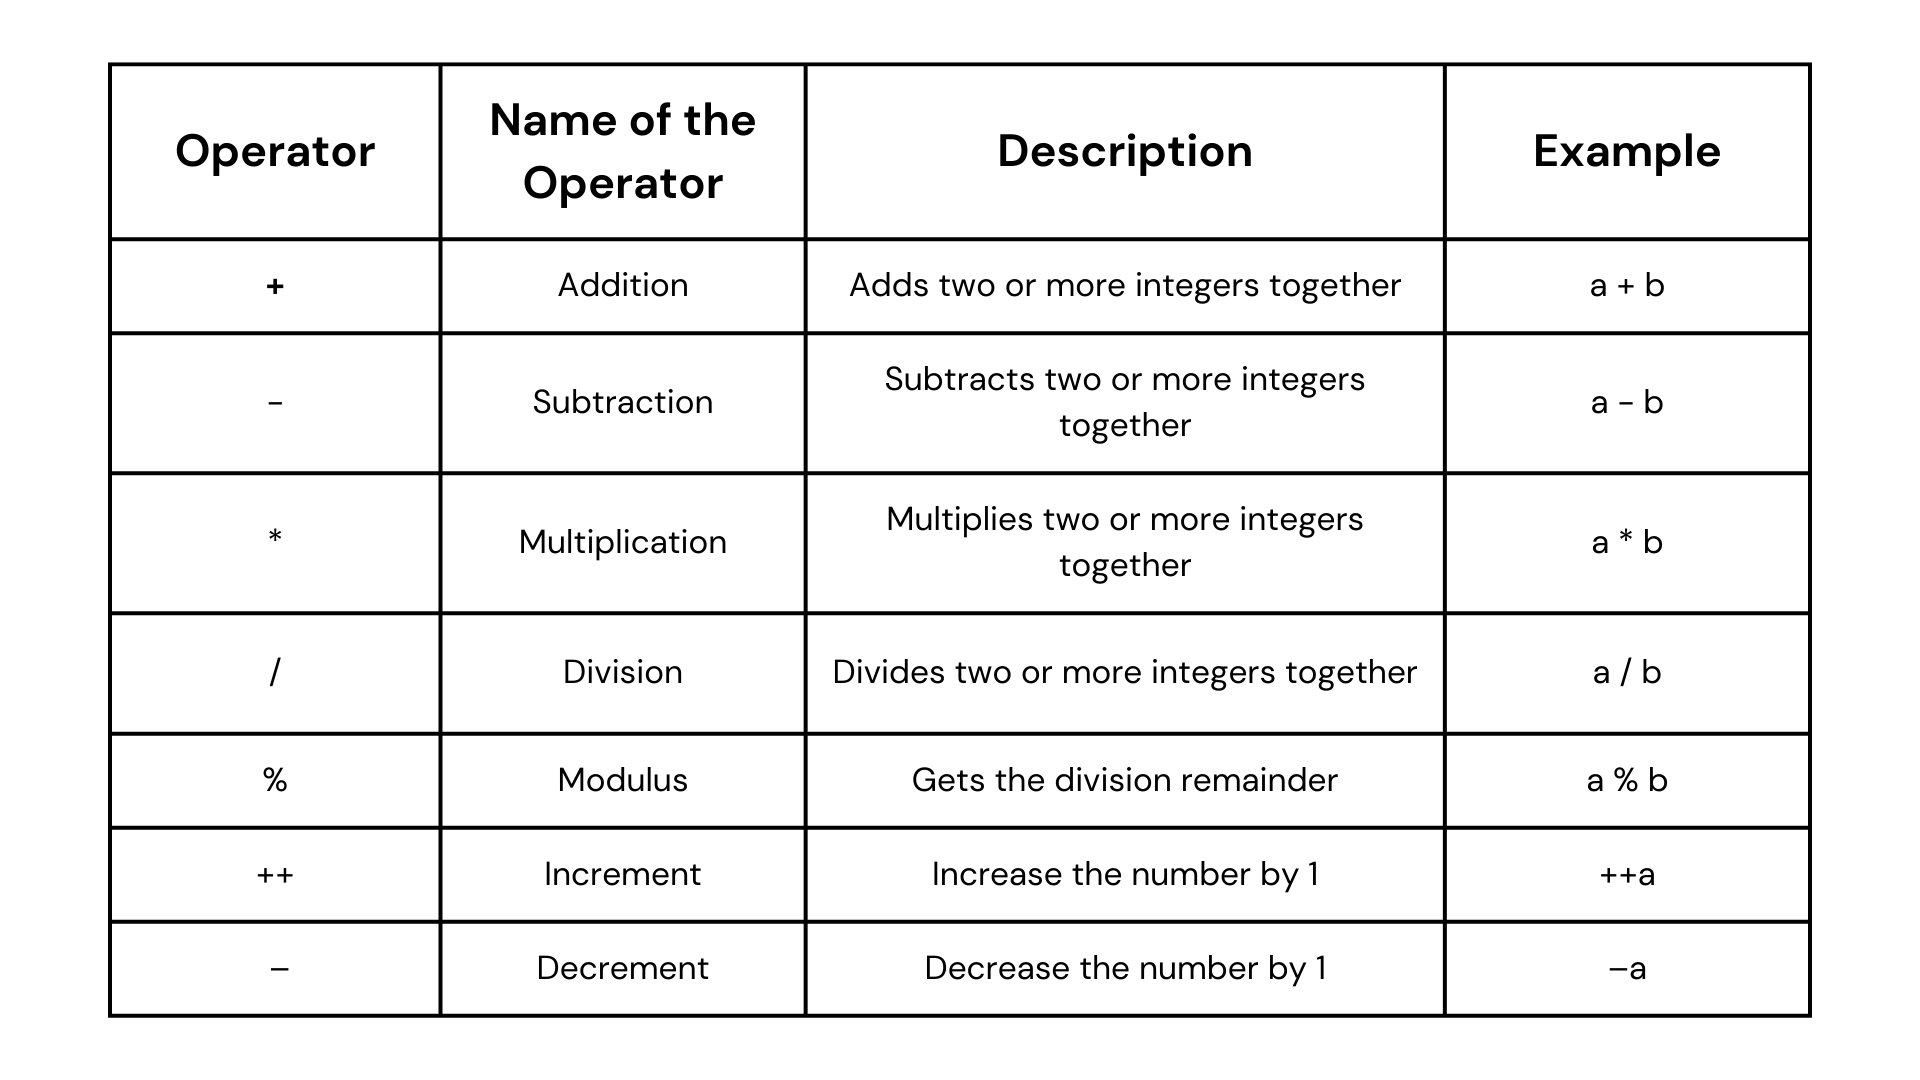 Operator
Name of the
Operator
Description
Example
+
Addition
Adds two or more integers together
a + b
-
Subtraction
Subtracts two or more integers
together
a - b
*
Multiplication
Multiplies two or more integers
together
a * b
/
Division
Divides two or more integers together
a / b
%
Modulus
Gets the division remainder
a % b
++
Increment
Increase the number by 1
++a
–
Decrement
Decrease the number by 1
–a